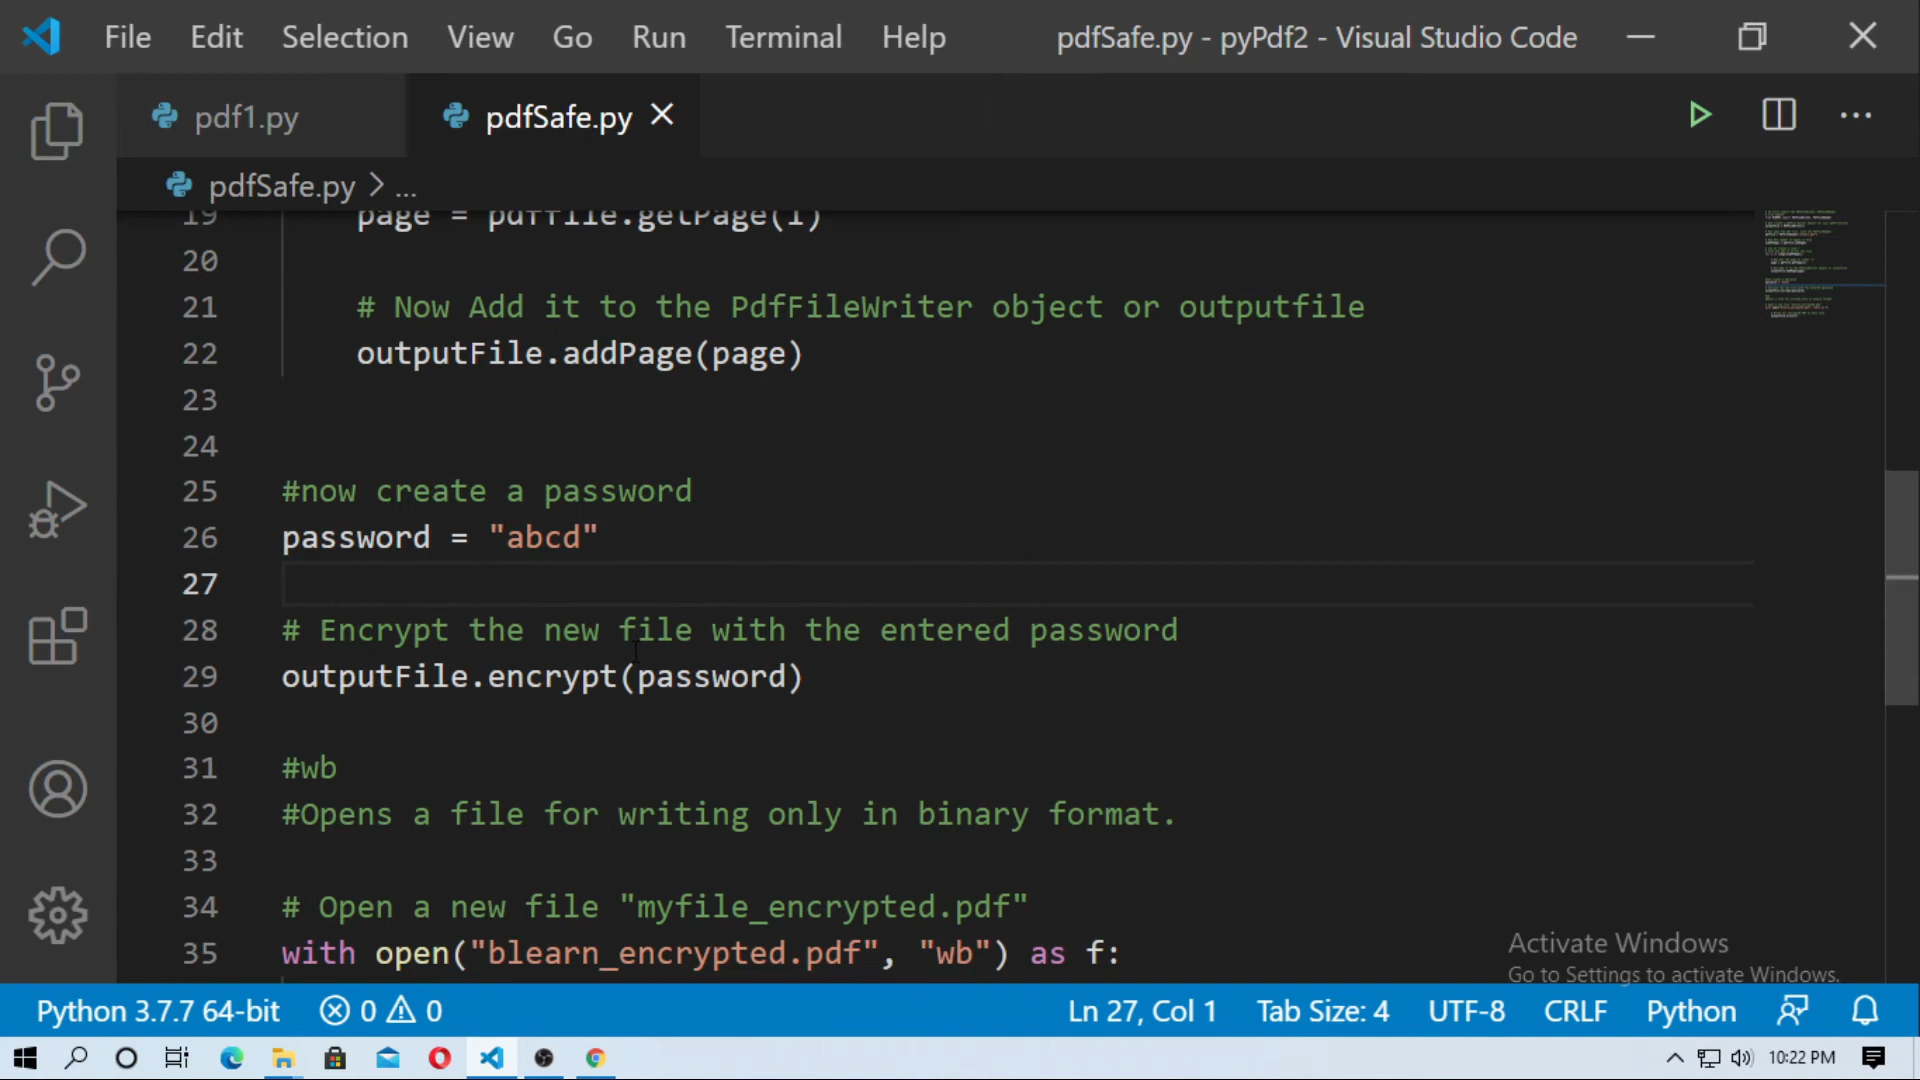 File Edit Selection View Go Run Terminal Help pdfSafe.py - pyPdf2 - Visual Studio Code
pdf1.py pdfSafe.py
pdfSafe.py > ...
19 page = pdffile.getPage(i)
20
21 # Now Add it to the PdfFileWriter object or outputfile
22 outputFile.addPage(page)
23
24
25 #now create a password
26 password = "abcd"
27
28 # Encrypt the new file with the entered password
29 outputFile.encrypt(password)
30
31 #wb
32 #Opens a file for writing only in binary format.
33
34 # Open a new file "myfile_encrypted.pdf"
35 with open("blearn_encrypted.pdf", "wb") as f:
Activate Windows
Go to Settings to activate Windows.
Python 3.7.7 64-bit 0 0 Ln 27, Col 1 Tab Size: 4 UTF-8 CRLF Python
10:22 PM